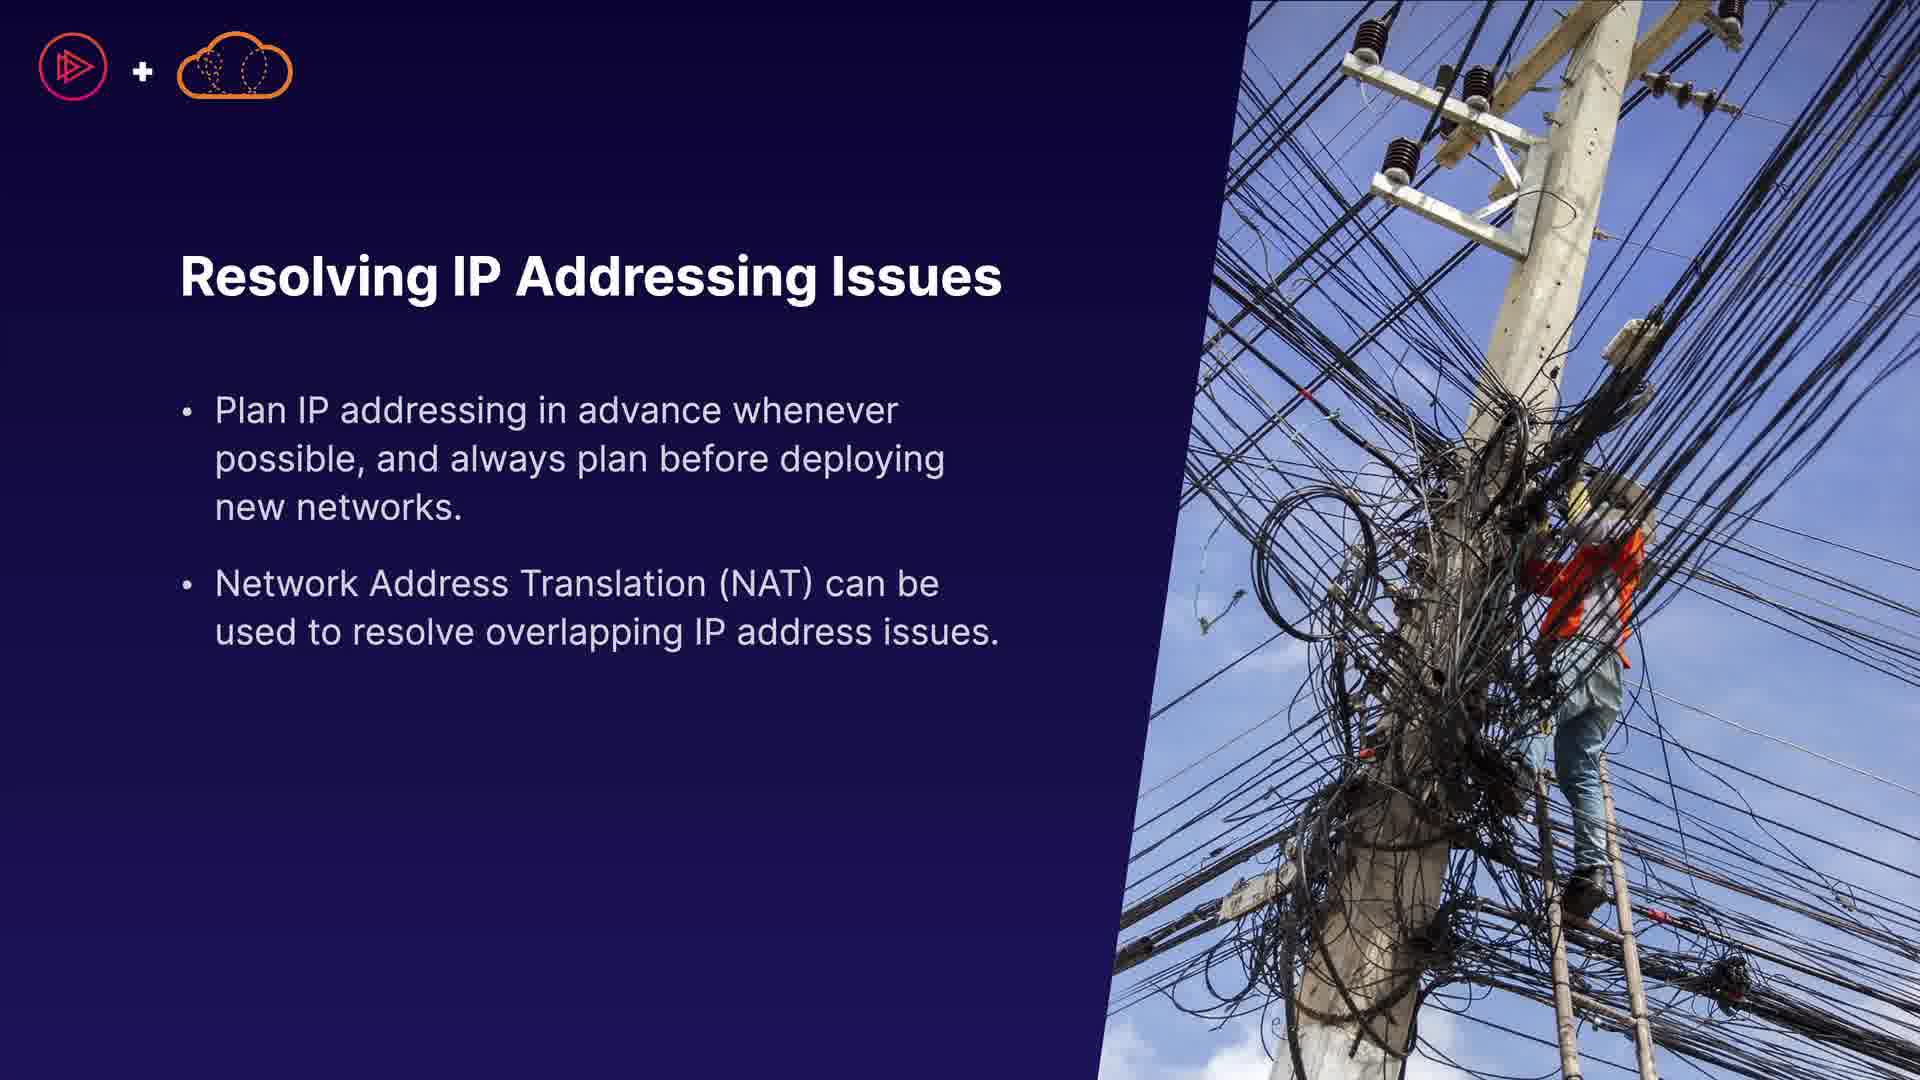 Resolving IP Addressing Issues
• Plan IP addressing in advance whenever
possible, and always plan before deploying
new networks.
• Network Address Translation (NAT) can be
used to resolve overlapping IP address issues.